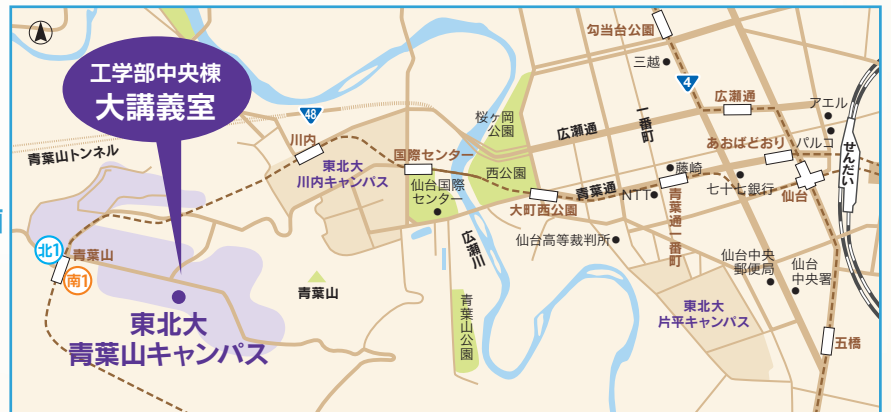 勾当台公園
三越
4
工学部中央棟
大講義室
48
広瀬通
アエル
一番町
桜ヶ岡
公園
広瀬通
川内
国際センター
あおばどおり
パルコ
せんだい
青葉山トンネル
東北大
川内キャンパス
西公園
藤崎
仙台国際
センター
青葉通
NTT
七十七銀行
仙台
大町西公園
青葉通一番町
広瀬川
仙台高等裁判所
北1
青葉山
南1
仙台中央
郵便局
仙台
中央署
青葉山
青葉山公園
東北大
片平キャンパス
東北大
青葉山キャンパス
五橋